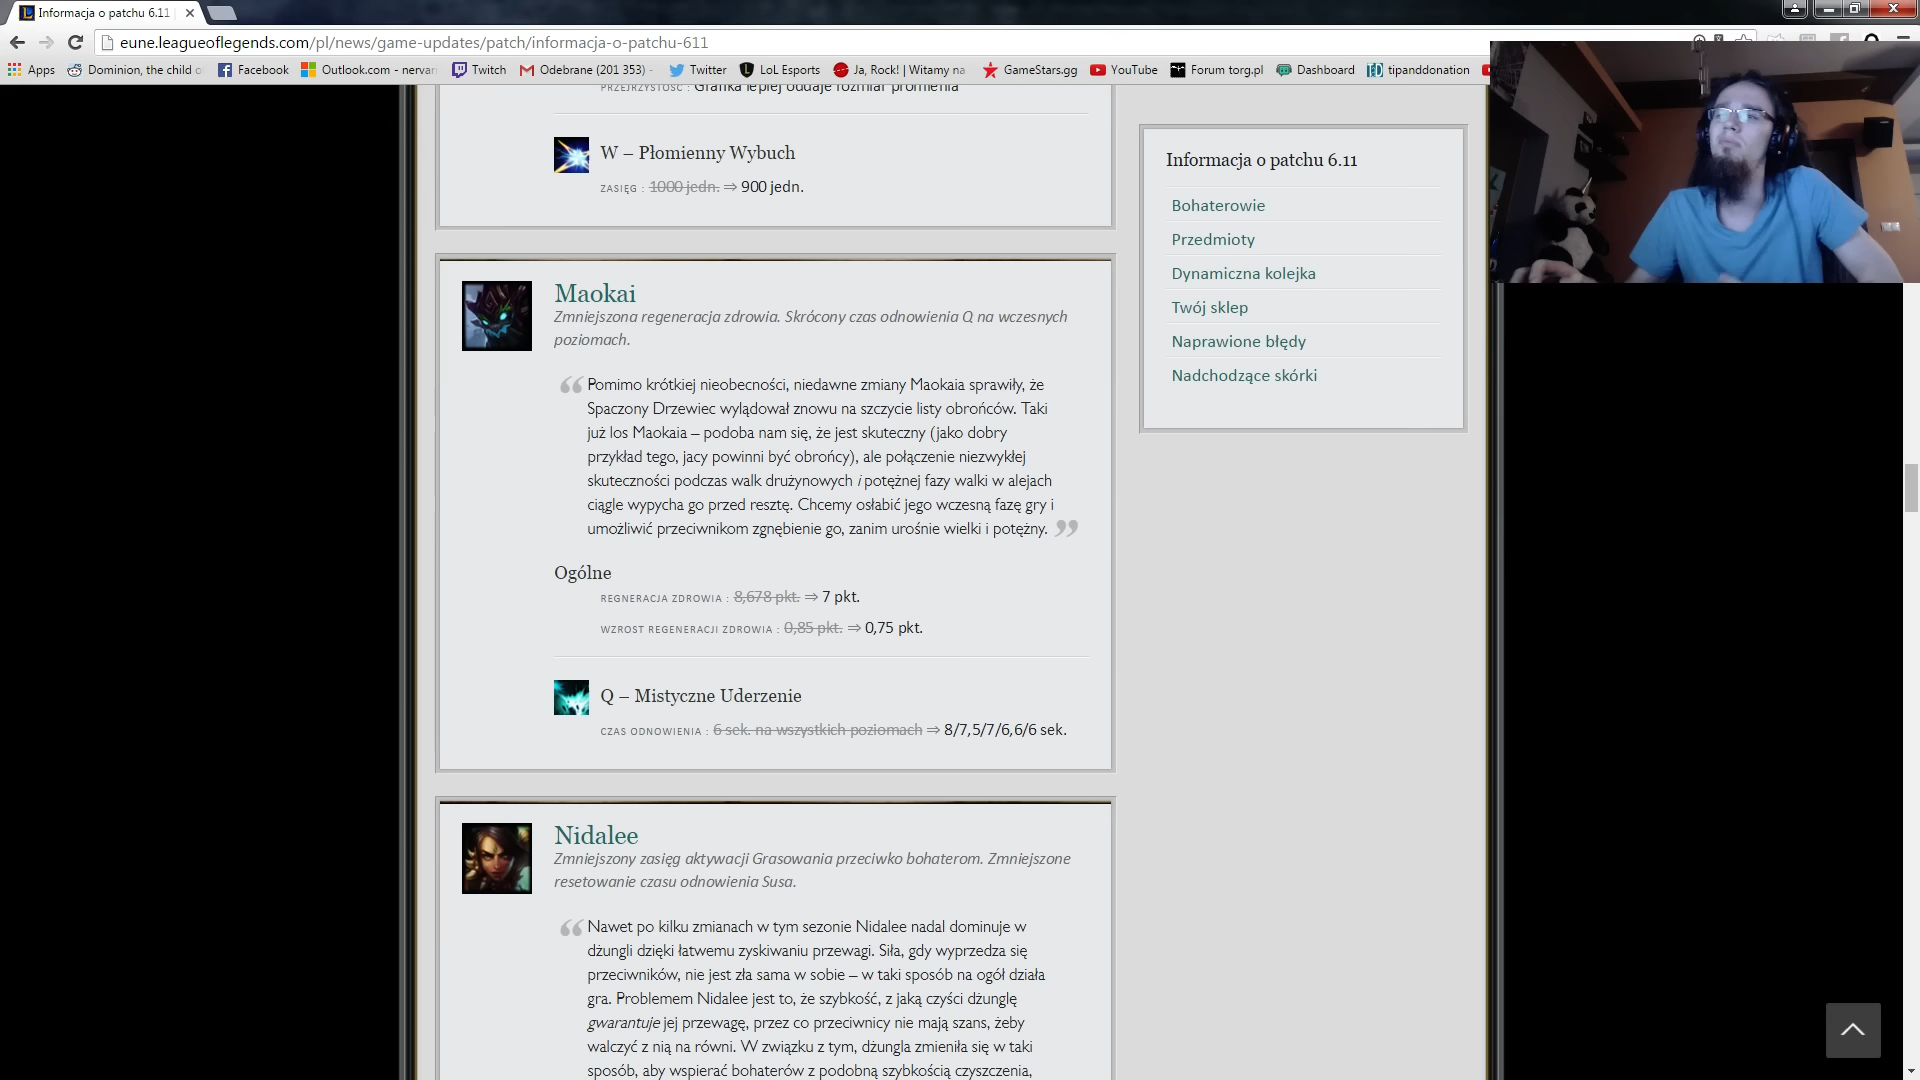 Informacja o patchu 6.11
eune.leagueoflegends.com/pl/news/game-updates/patch/informacja-o-patchu-611
Apps
Dominion, the child o
Facebook
Outlook.com - nervar
Twitch
Odebrane (201 353) -
Twitter
LoL Esports
Ja, Rock! | Witamy na
GameStars.gg
YouTube
Forum torg.pl
Dashboard
tipanddonation
PRZEJRZYSTOŚĆ : Grafika lepiej oddaje rozmiar promienia
W – Płomienny Wybuch
ZASIĘG : 1000 jedn. ⇒ 900 jedn.
Maokai
Zmniejszona regeneracja zdrowia. Skrócony czas odnowienia Q na wczesnych
poziomach.
“ Pomimo krótkiej nieobecności, niedawne zmiany Maokaia sprawiły, że
Spaczony Drzewiec wylądował znowu na szczycie listy obrońców. Taki
już los Maokaia – podoba nam się, że jest skuteczny (jako dobry
przykład tego, jacy powinni być obrońcy), ale połączenie niezwykłej
skuteczności podczas walk drużynowych i potężnej fazy walki w alejach
ciągle wypycha go przed resztę. Chcemy osłabić jego wczesną fazę gry i
umożliwić przeciwnikom zgnębienie go, zanim urośnie wielki i potężny. ”
Ogólne
REGNERACJA ZDROWIA : 8,678 pkt. ⇒ 7 pkt.
WZROST REGENERACJI ZDROWIA : 0,85 pkt. ⇒ 0,75 pkt.
Q – Mistyczne Uderzenie
CZAS ODNOWIENIA : 6 sek. na wszystkich poziomach ⇒ 8/7,5/7/6,6/6 sek.
Nidalee
Zmniejszony zasięg aktywacji Grasowania przeciwko bohaterom. Zmniejszone
resetowanie czasu odnowienia Susa.
“ Nawet po kilku zmianach w tym sezonie Nidalee nadal dominuje w
dżungli dzięki łatwemu zyskiwaniu przewagi. Siła, gdy wyprzedza się
przeciwników, nie jest zła sama w sobie – w taki sposób na ogół działa
gra. Problemem Nidalee jest to, że szybkość, z jaką czyści dżunglę
gwarantuje jej przewagę, przez co przeciwnicy nie mają szans, żeby
walczyć z nią na równi. W związku z tym, dżungla zmieniła się w taki
sposób, aby wspierać bohaterów z podobną szybkością czyszczenia,
Informacja o patchu 6.11
Bohaterowie
Przedmioty
Dynamiczna kolejka
Twój sklep
Naprawione błędy
Nadchodzące skórki